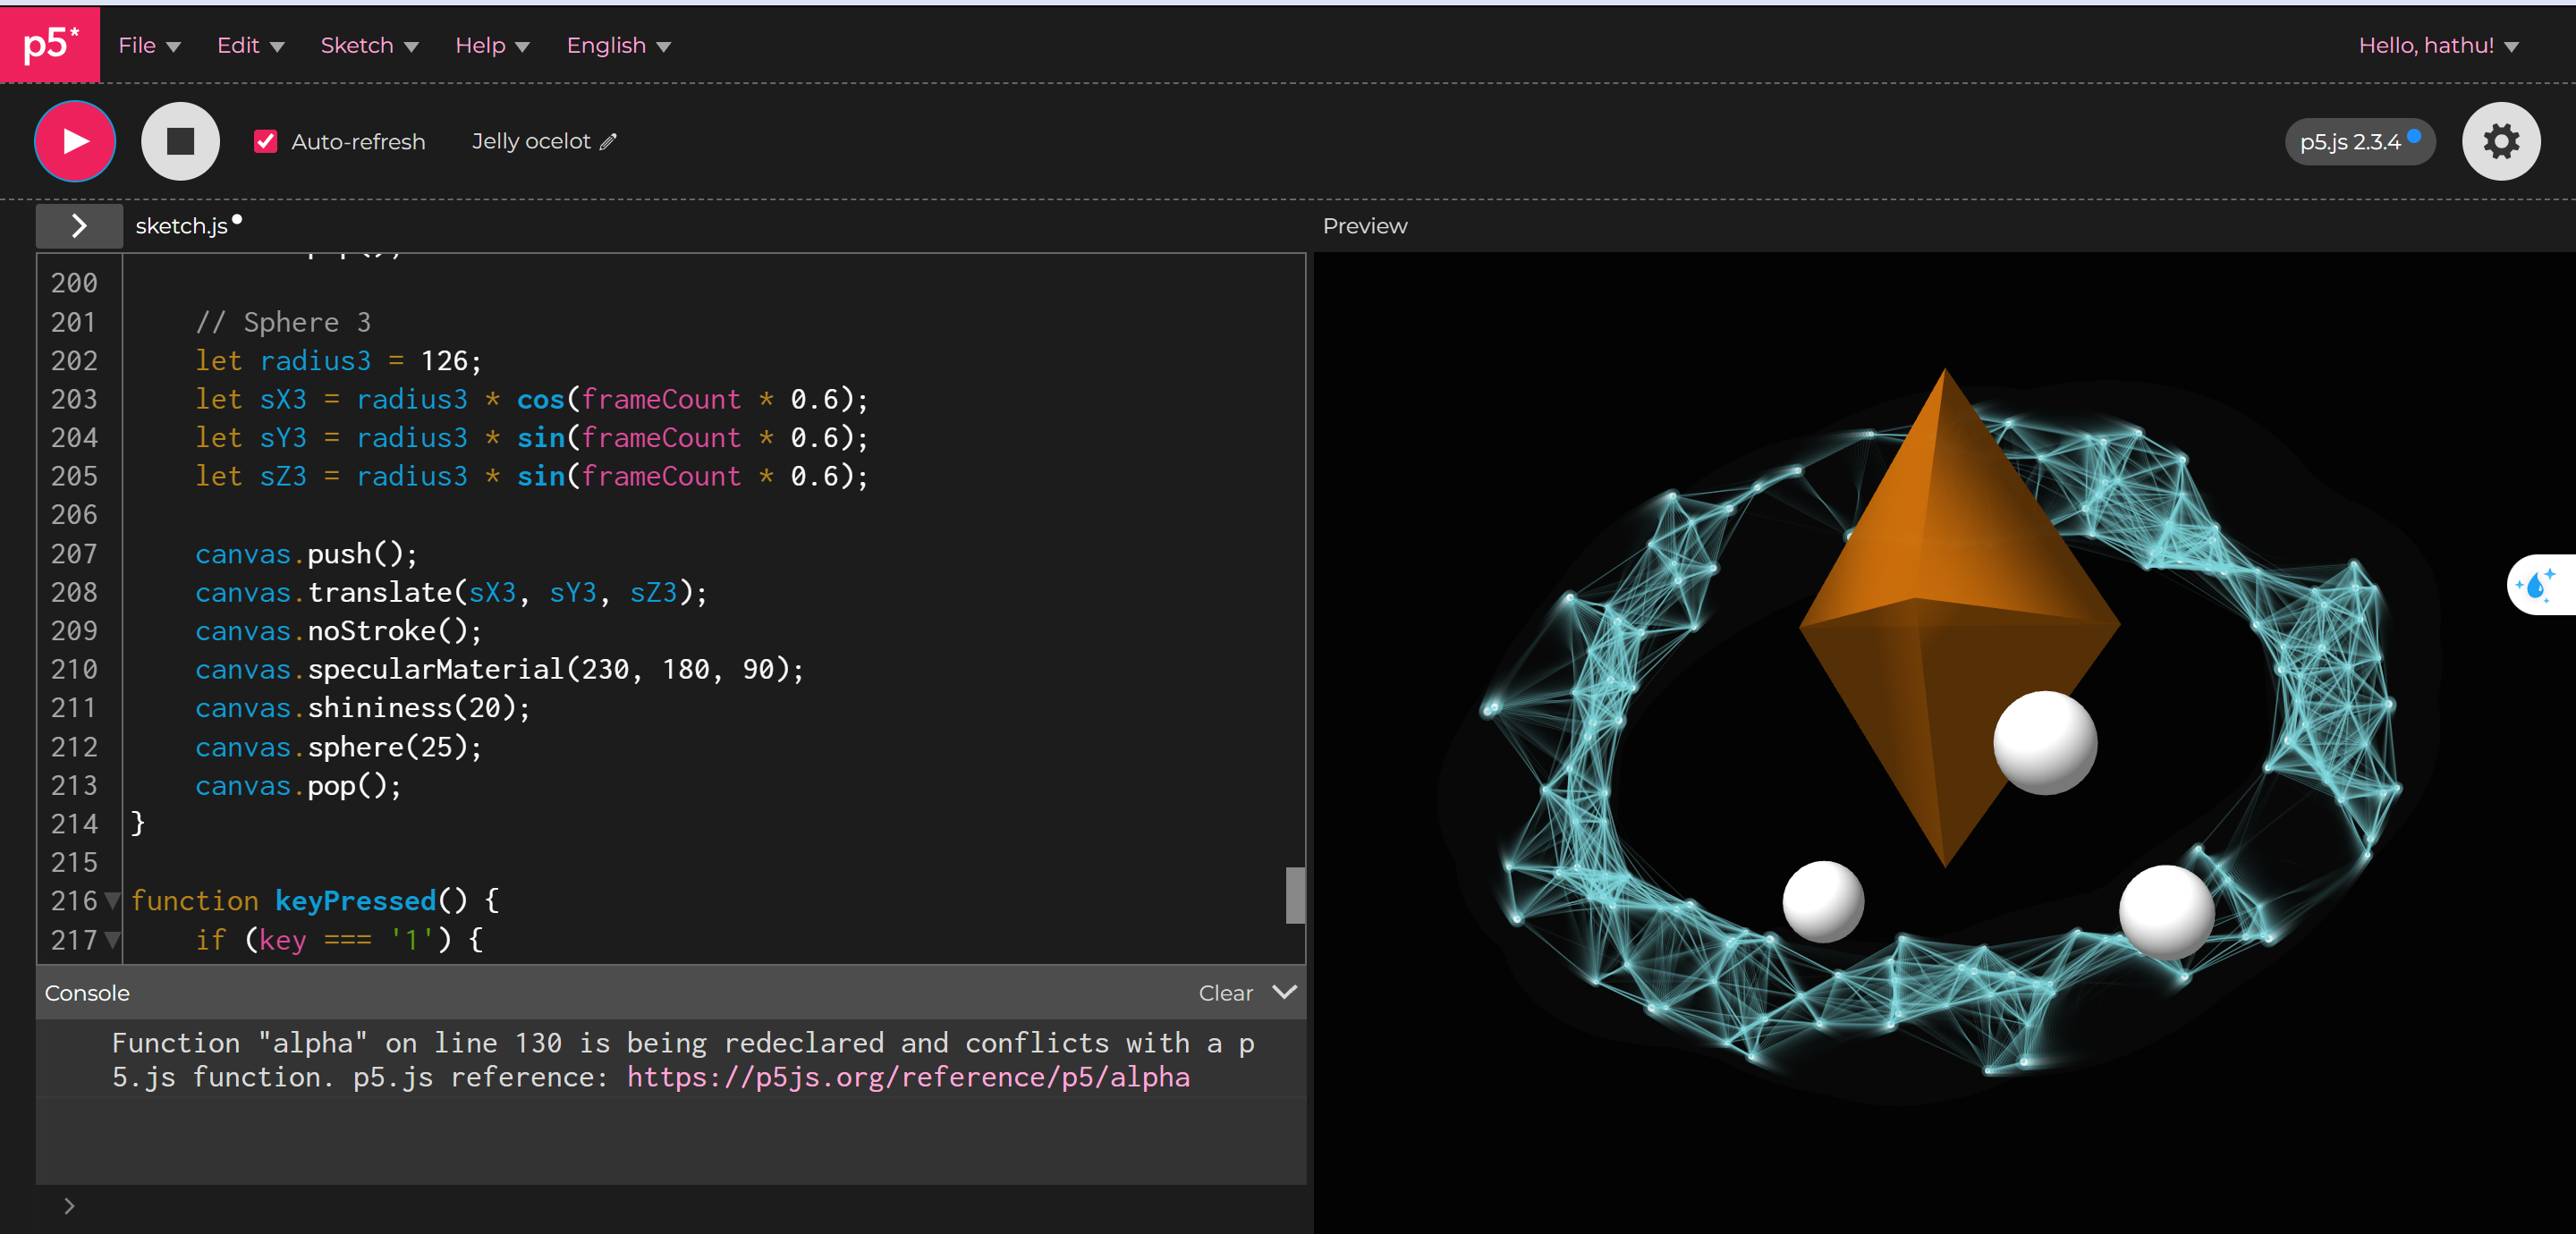 p5* File Edit Sketch Help English Hello, hathu!
Auto-refresh Jelly ocelot p5.js 2.3.4
sketch.js Preview
200
201 // Sphere 3
202 let radius3 = 126;
203 let sX3 = radius3 * cos(frameCount * 0.6);
204 let sY3 = radius3 * sin(frameCount * 0.6);
205 let sZ3 = radius3 * sin(frameCount * 0.6);
206
207 canvas.push();
208 canvas.translate(sX3, sY3, sZ3);
209 canvas.noStroke();
210 canvas.specularMaterial(230, 180, 90);
211 canvas.shininess(20);
212 canvas.sphere(25);
213 canvas.pop();
214 }
215
216 function keyPressed() {
217 if (key === '1') {
Console Clear
Function "alpha" on line 130 is being redeclared and conflicts with a p
5.js function. p5.js reference: https://p5js.org/reference/p5/alpha
>